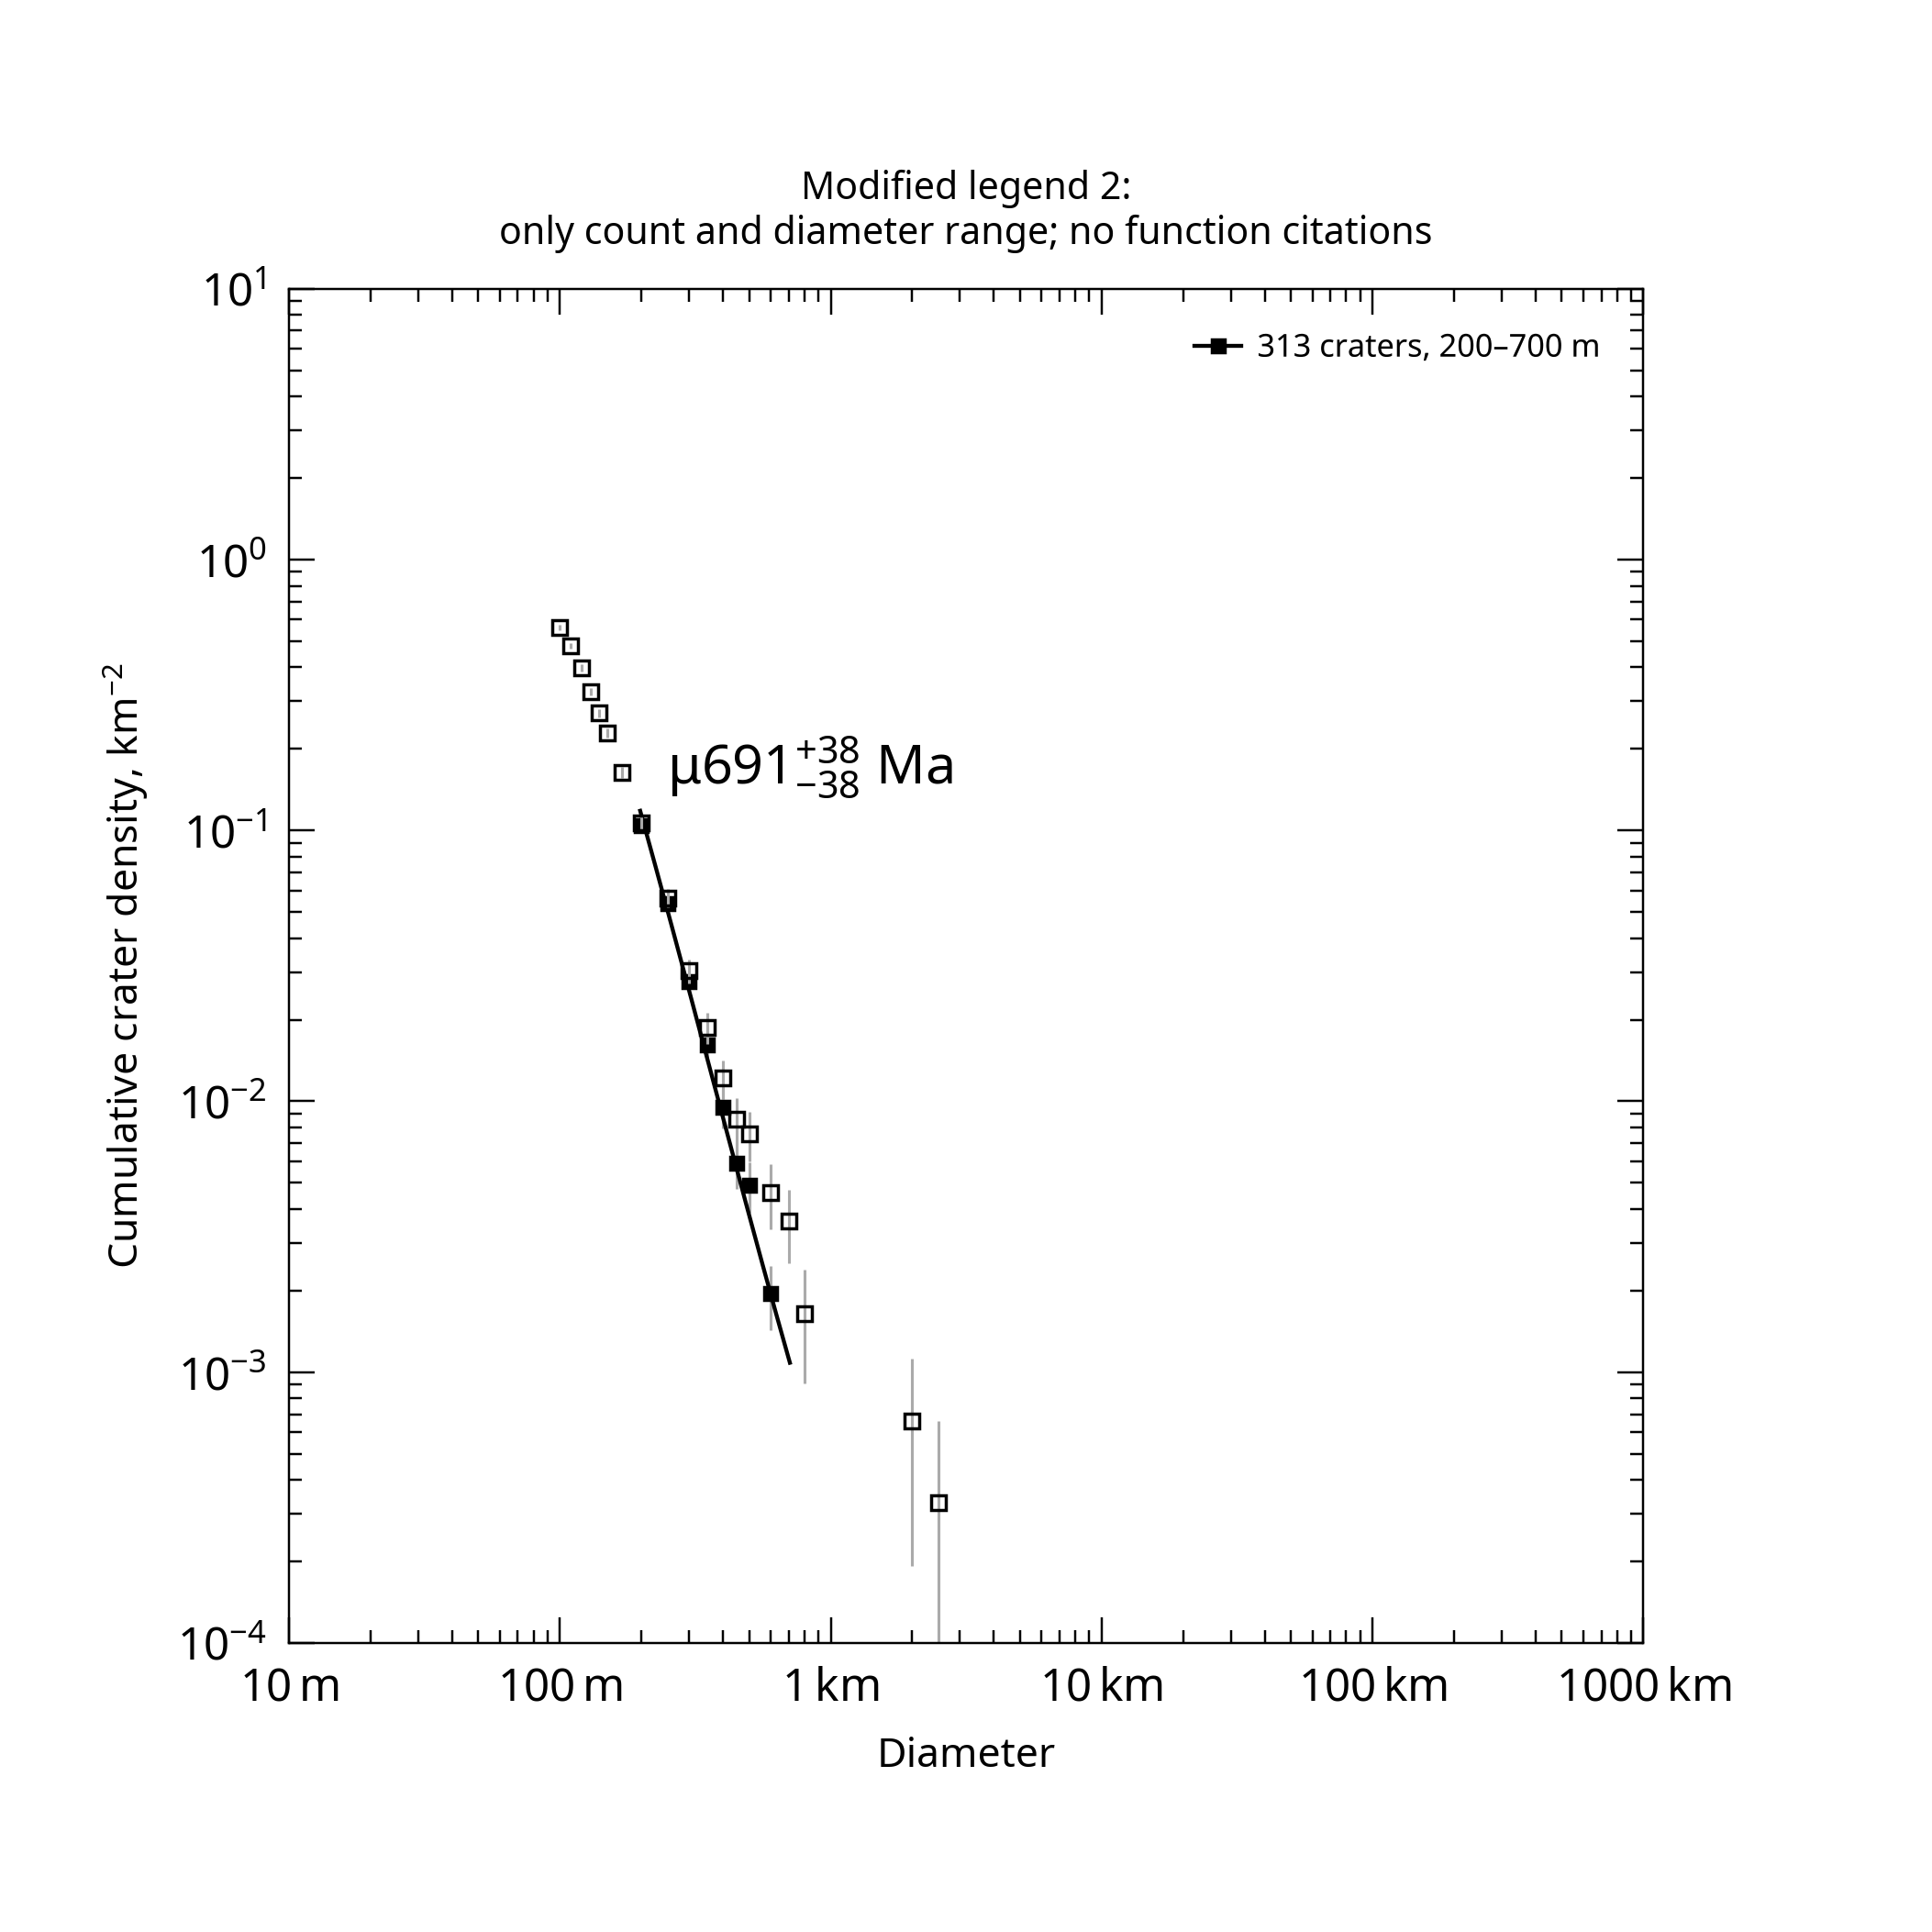 Modified legend 2:
only count and diameter range; no function citations
313 craters, 200–700 m
10¹
10⁰
10⁻¹
10⁻²
10⁻³
10⁻⁴
Cumulative crater density, km⁻²
µ691⁺³⁸₋₃₈ Ma
10 m 100 m 1 km 10 km 100 km 1000 km
Diameter